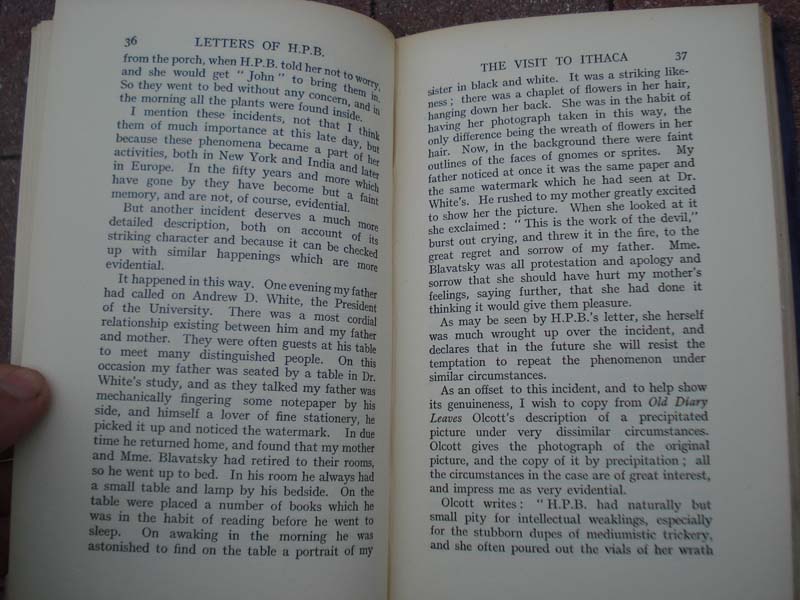 36 LETTERS OF H.P.B.
from the porch, when H.P.B. told her not to worry,
and she would get "John" to bring them in.
So they went to bed without any concern, and in
the morning all the plants were found inside.
I mention these incidents, not that I think
them of much importance at this late day, but
because these phenomena became a part of her
activities, both in New York and India and later
in Europe. In the fifty years and more which
have gone by they have become but a faint
memory, and are not, of course, evidential.
But another incident deserves a much more
detailed description, both on account of its
striking character and because it can be checked
up with similar happenings which are more
evidential.
It happened in this way. One evening my father
had called on Andrew D. White, the President
of the University. There was a most cordial
relationship existing between him and my father
and mother. They were often guests at his table
to meet many distinguished people. On this
occasion my father was seated by a table in Dr.
White's study, and as they talked my father was
mechanically fingering some notepaper by his
side, and himself a lover of fine stationery, he
picked it up and noticed the watermark. In due
time he returned home, and found that my mother
and Mme. Blavatsky had retired to their rooms,
so he went up to bed. In his room he always had
a small table and lamp by his bedside. On the
table were placed a number of books which he
was in the habit of reading before he went to
sleep. On awaking in the morning he was
astonished to find on the table a portrait of my
THE VISIT TO ITHACA 37
sister in black and white. It was a striking like-
ness; there was a chaplet of flowers in her hair,
hanging down her back. She was in the habit of
having her photograph taken in this way, the
only difference being the wreath of flowers in her
hair. Now, in the background there were faint
outlines of the faces of gnomes or sprites. My
father noticed at once it was the same paper and
the same watermark which he had seen at Dr.
White's. He rushed to my mother greatly excited
to show her the picture. When she looked at it
she exclaimed: "This is the work of the devil,"
burst out crying, and threw it in the fire, to the
great regret and sorrow of my father. Mme.
Blavatsky was all protestation and apology and
sorrow that she should have hurt my mother's
feelings, saying further, that she had done it
thinking it would give them pleasure.
As may be seen by H.P.B.'s letter, she herself
was much wrought up over the incident, and
declares that in the future she will resist the
temptation to repeat the phenomenon under
similar circumstances.
As an offset to this incident, and to help show
its genuineness, I wish to copy from Old Diary
Leaves Olcott's description of a precipitated
picture under very dissimilar circumstances.
Olcott gives the photograph of the original
picture, and the copy of it by precipitation; all
the circumstances in the case are of great interest,
and impress me as very evidential.
Olcott writes: "H.P.B. had naturally but
small pity for intellectual weaklings, especially
for the stubborn dupes of mediumistic trickery,
and she often poured out the vials of her wrath